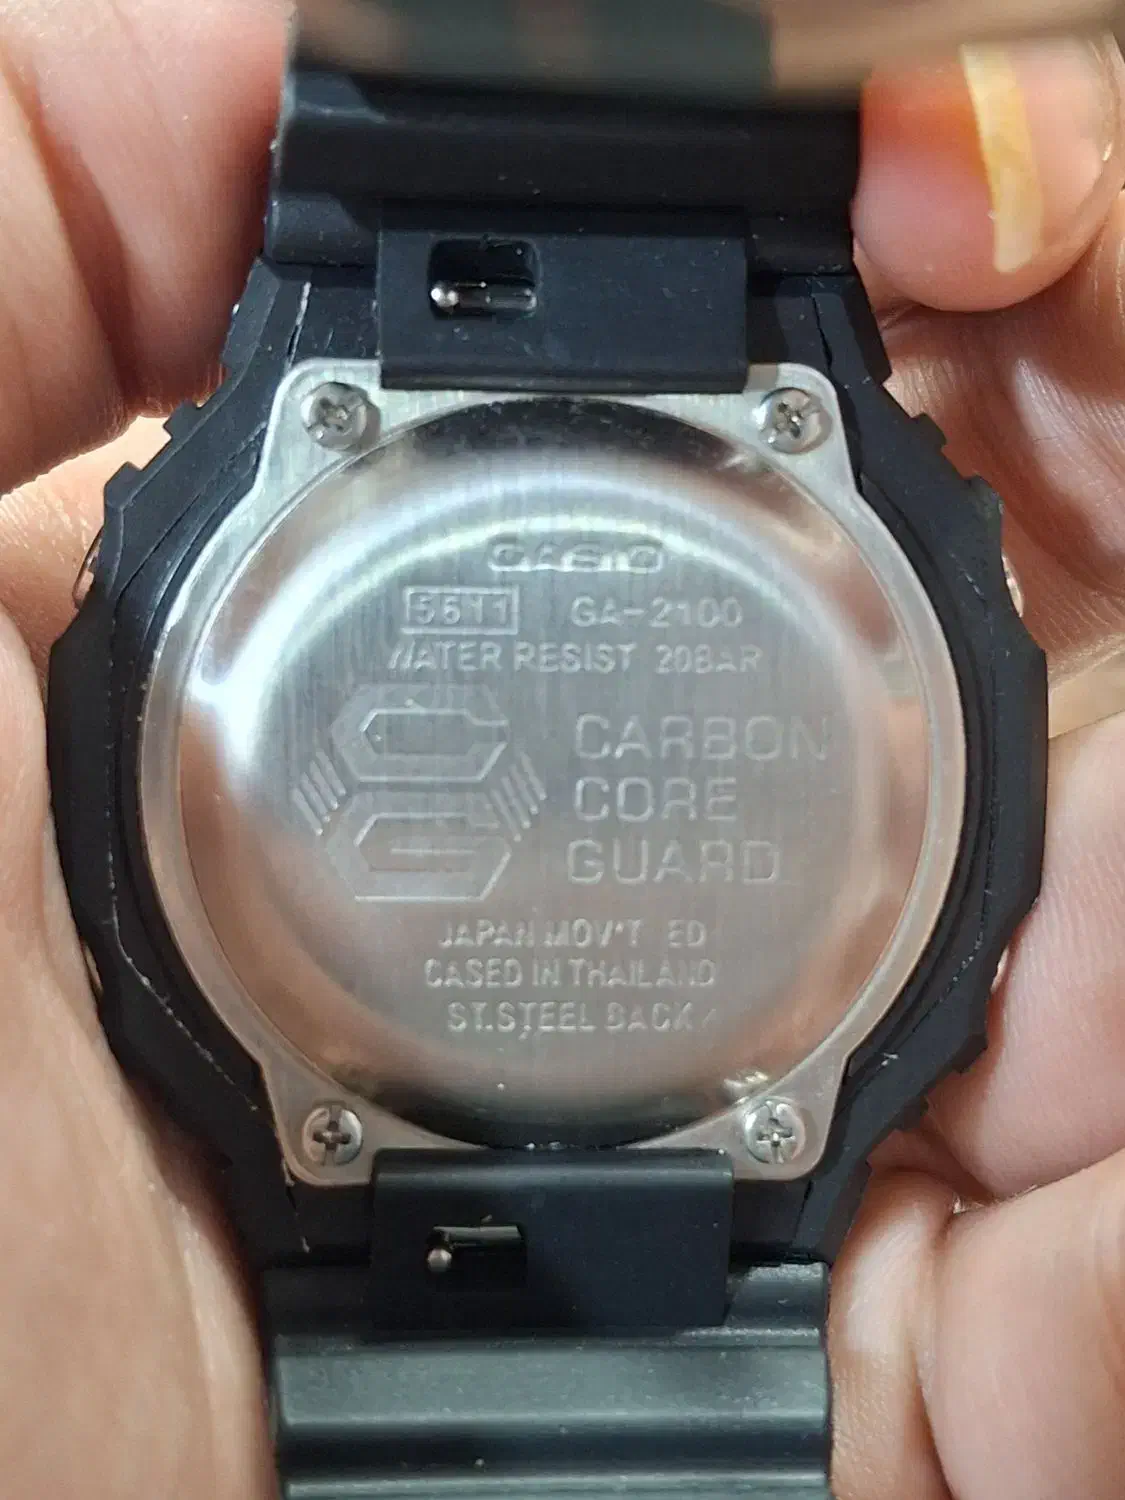 CASIO
5611 GA-2100
WATER RESIST 20BAR
CARBON
CORE
GUARD
JAPAN MOV'T ED
CASED IN THAILAND
ST.STEEL BACK